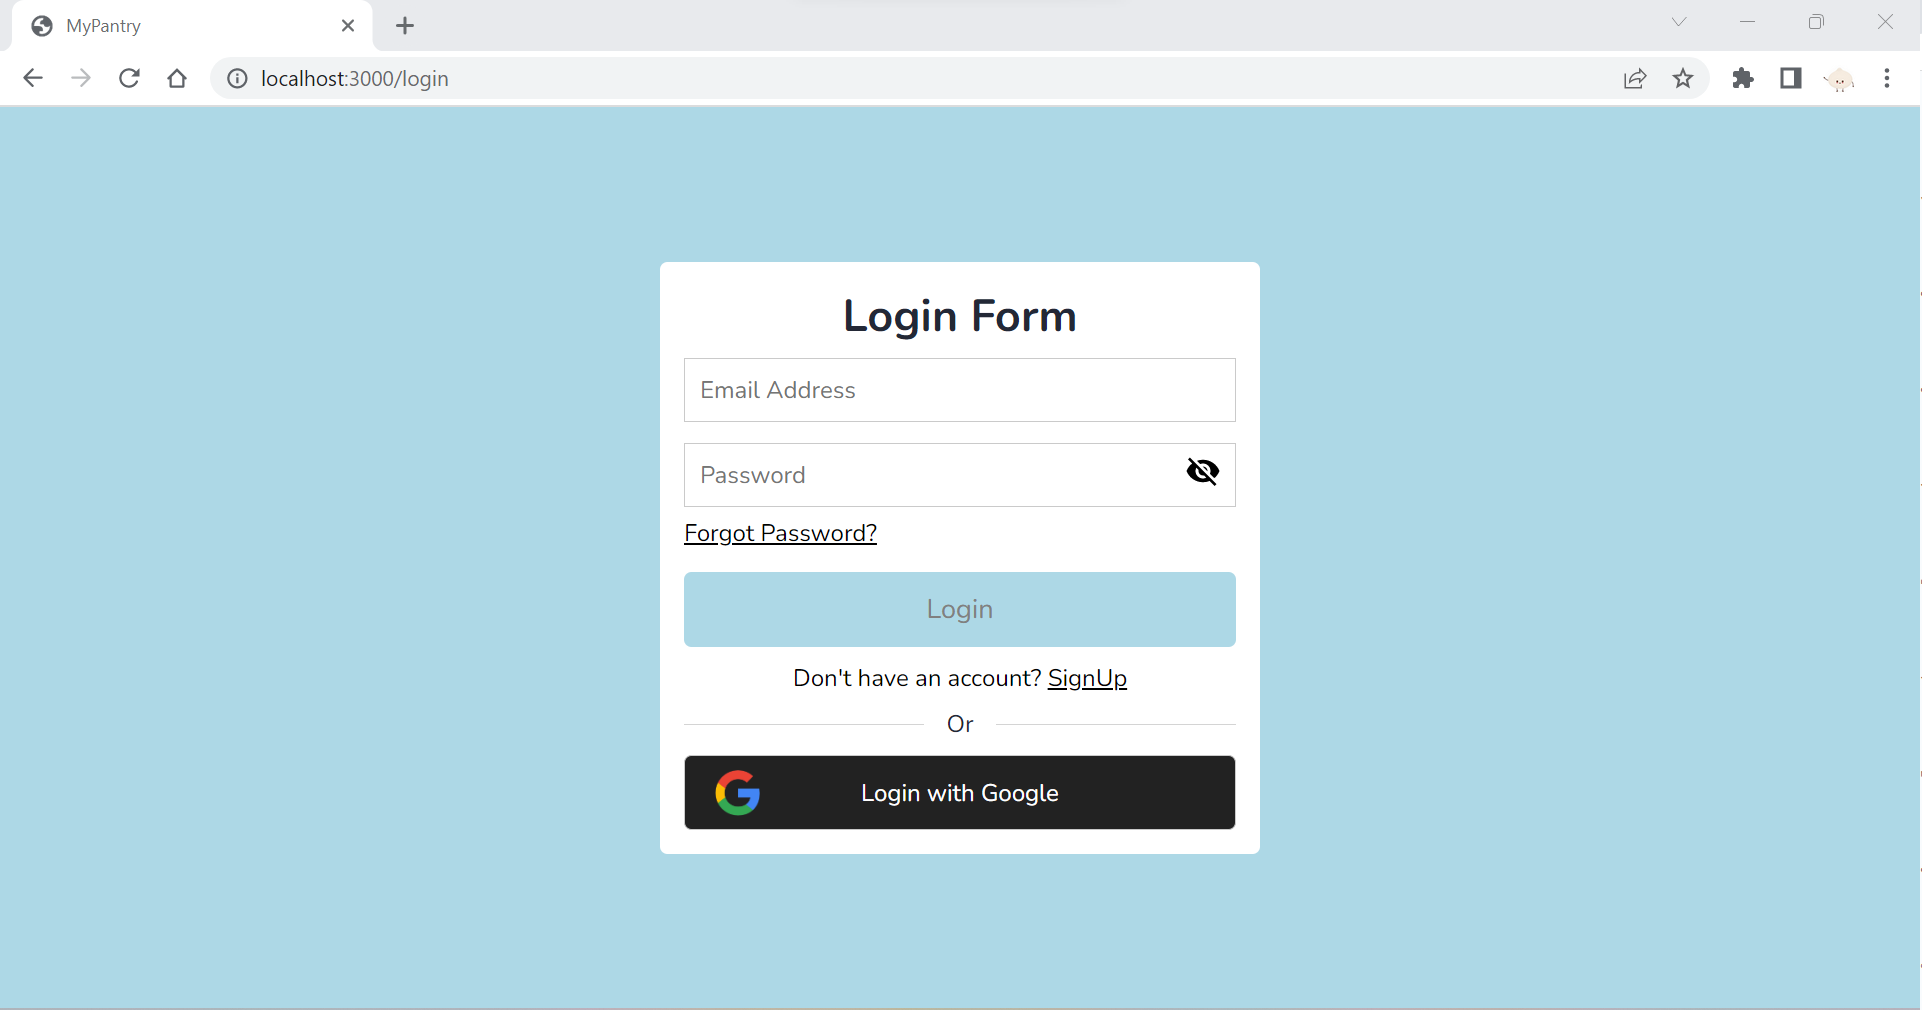 MyPantry
localhost:3000/login
Login Form
Email Address
Password
Forgot Password?
Login
Don't have an account? SignUp
Or
Login with Google